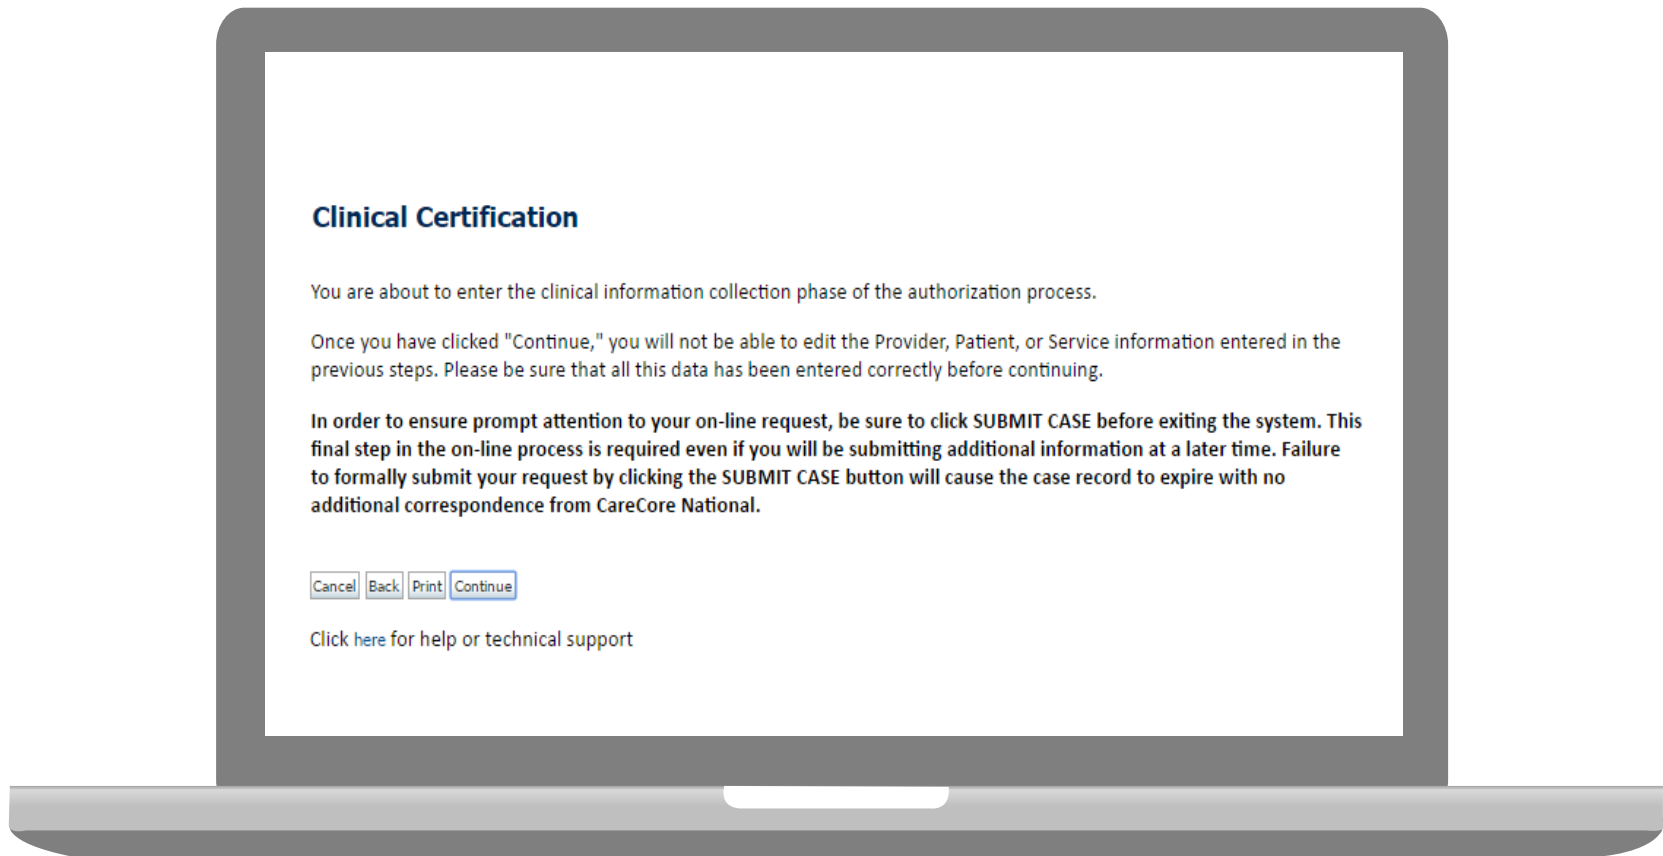 Clinical Certification
You are about to enter the clinical information collection phase of the authorization process.
Once you have clicked "Continue," you will not be able to edit the Provider, Patient, or Service information entered in the
previous steps. Please be sure that all this data has been entered correctly before continuing.
In order to ensure prompt attention to your on-line request, be sure to click SUBMIT CASE before exiting the system. This
final step in the on-line process is required even if you will be submitting additional information at a later time. Failure
to formally submit your request by clicking the SUBMIT CASE button will cause the case record to expire with no
additional correspondence from CareCore National.
Cancel Back Print Continue
Click here for help or technical support